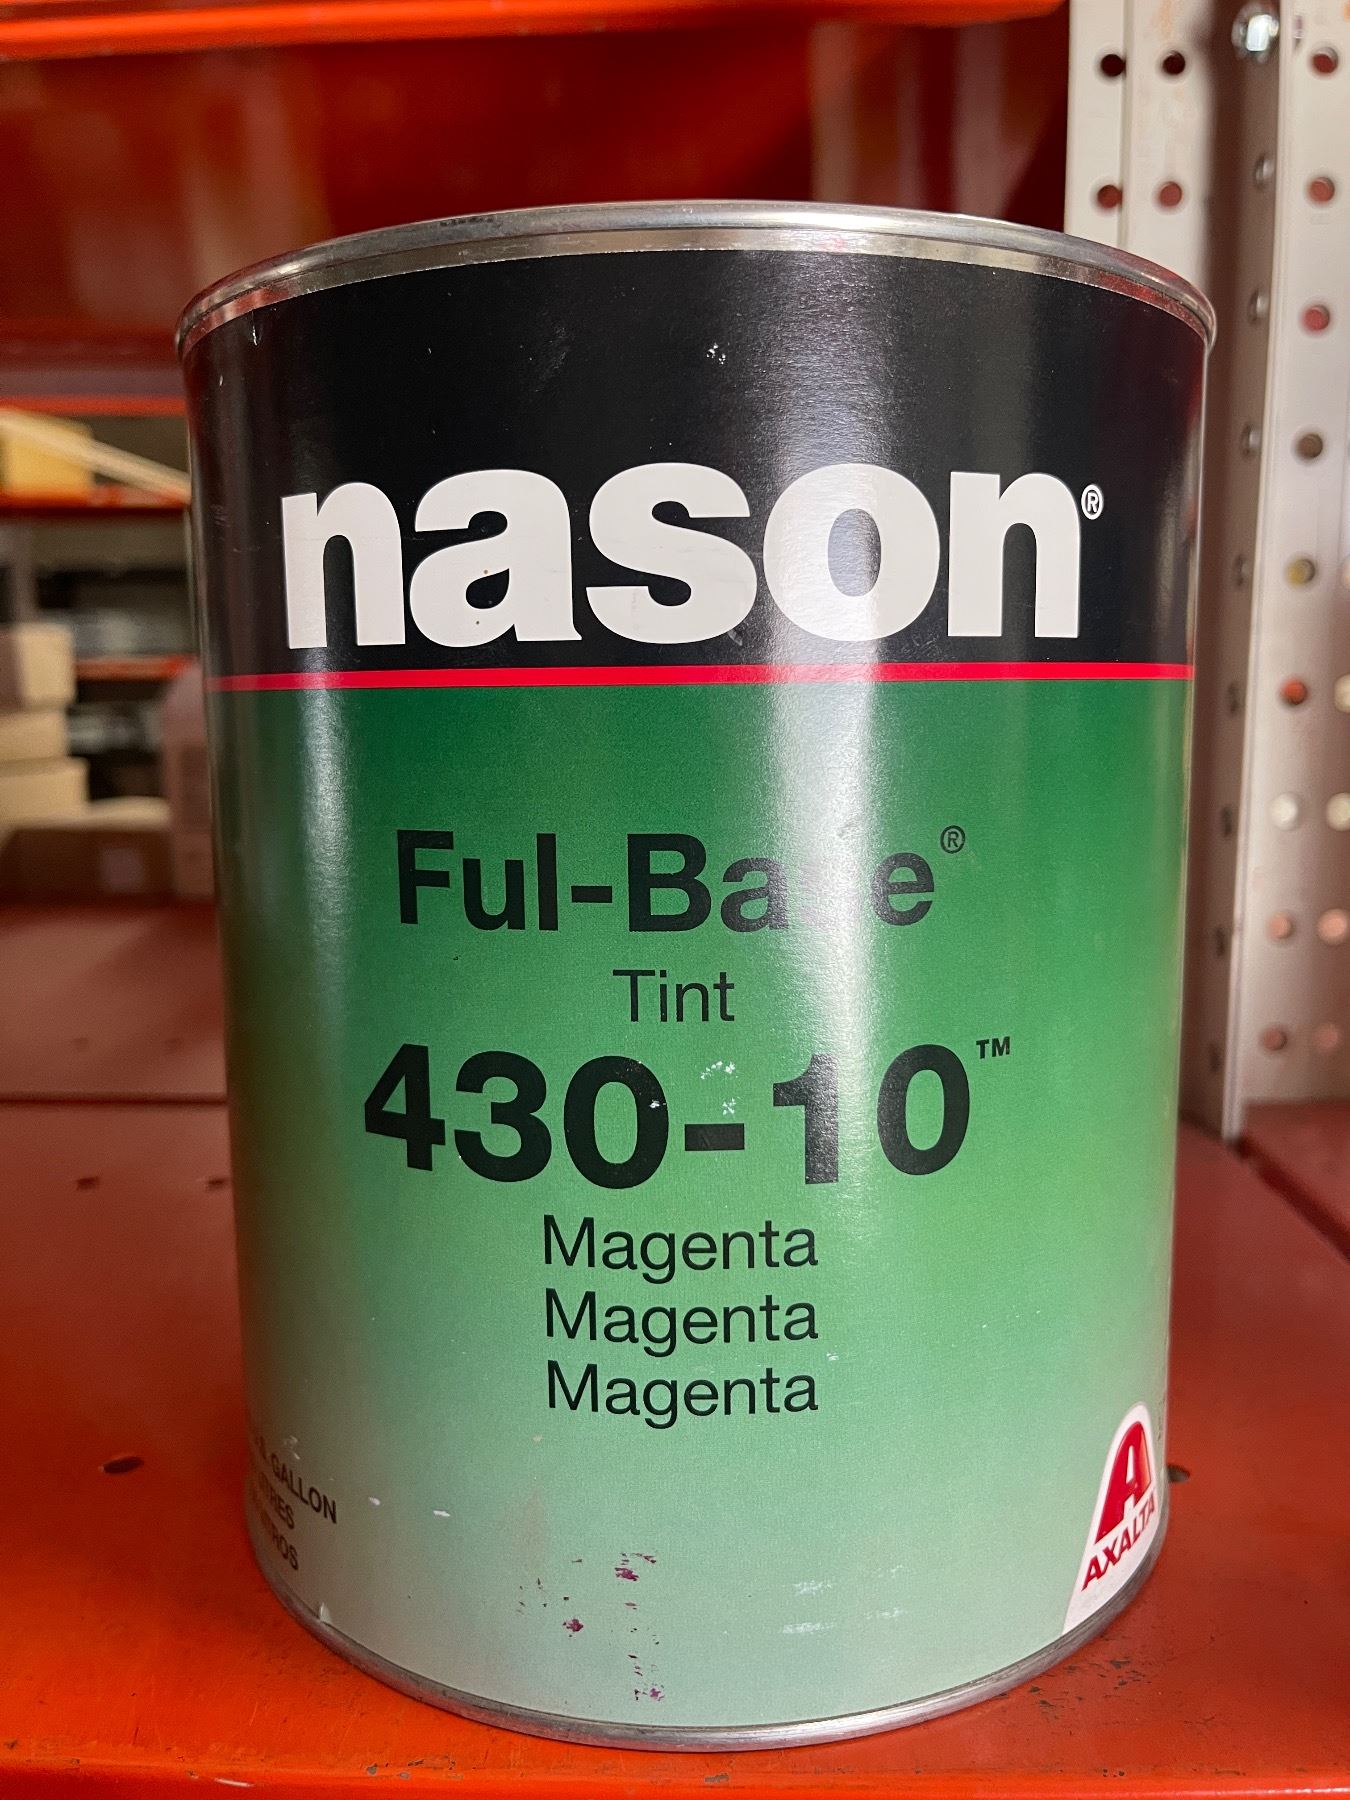 nason®
Ful-Base®
Tint
430-10™
Magenta
Magenta
Magenta
GALLON
AXALTA